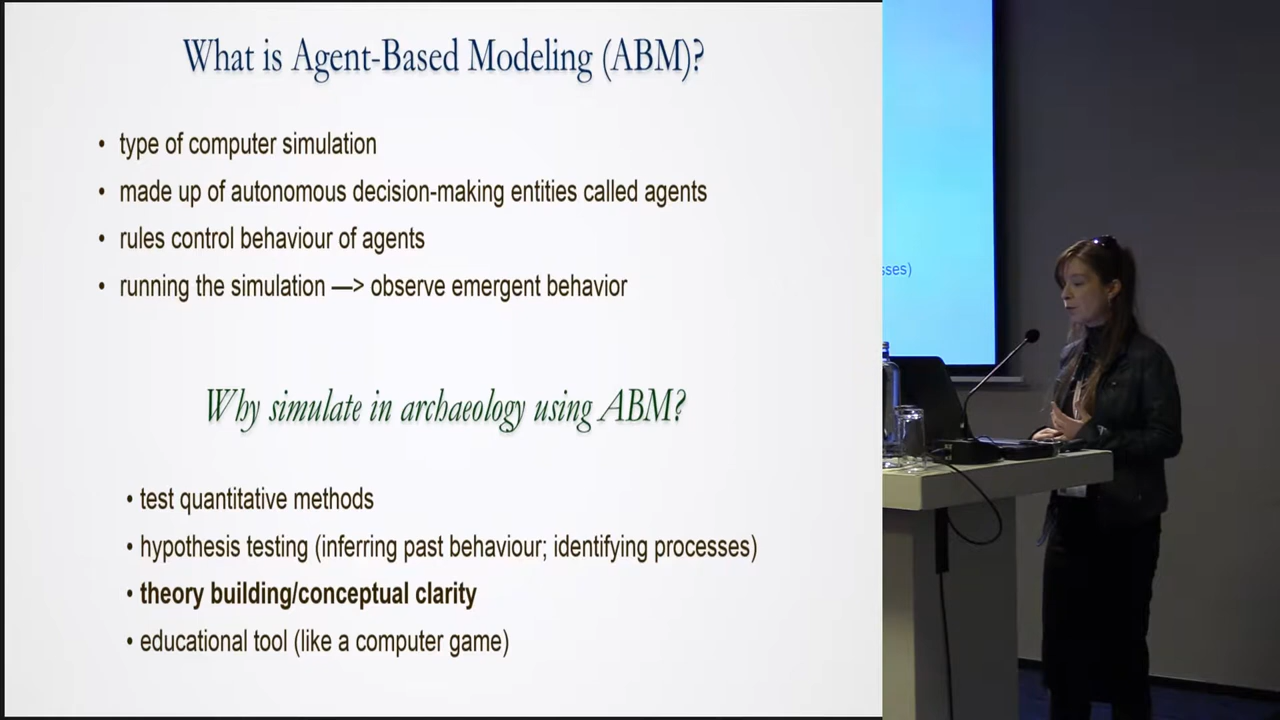 What is Agent-Based Modeling (ABM)?
• type of computer simulation
• made up of autonomous decision-making entities called agents
• rules control behaviour of agents
• running the simulation —> observe emergent behavior
Why simulate in archaeology using ABM?
• test quantitative methods
• hypothesis testing (inferring past behaviour; identifying processes)
• theory building/conceptual clarity
• educational tool (like a computer game)
sses)